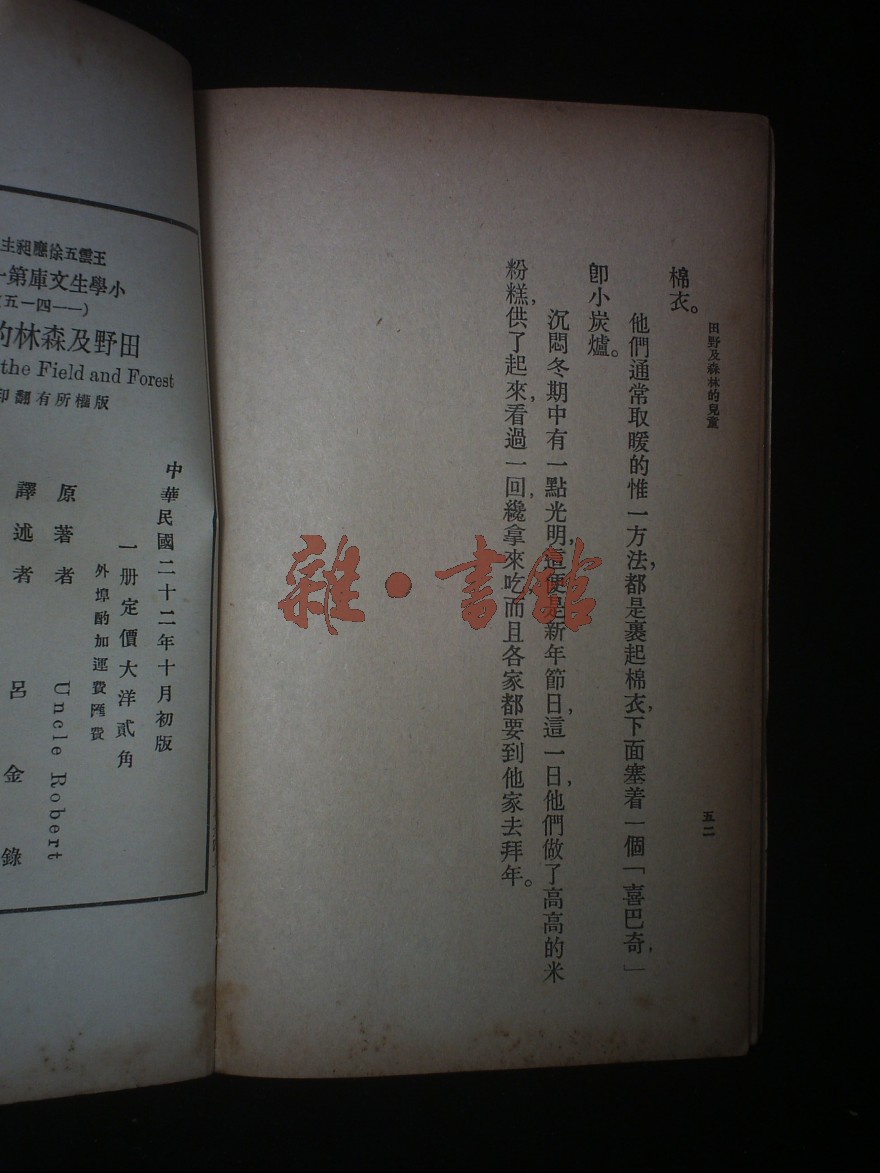 田野及森林的兒童
五二
棉衣。
他們通常取暖的惟一方法，都是裹起棉衣，下面塞着一個「喜巴奇，」
卽小炭爐。
沉悶冬期中有一點光明，這便是新年節日，這一日，他們做了高高的米
粉糕，供了起來，看過一回，纔拿來吃，而且各家都要到他家去拜年。
雜・書館
王雲五徐應昶主
小學生文庫第一
(五一四一一)
田野及森林的
the Field and Forest
版權所有翻印
中華民國二十二年十月初版
一冊定價大洋貳角
外埠酌加運費匯費
原著者 Uncle Robert
譯述者 呂金錄